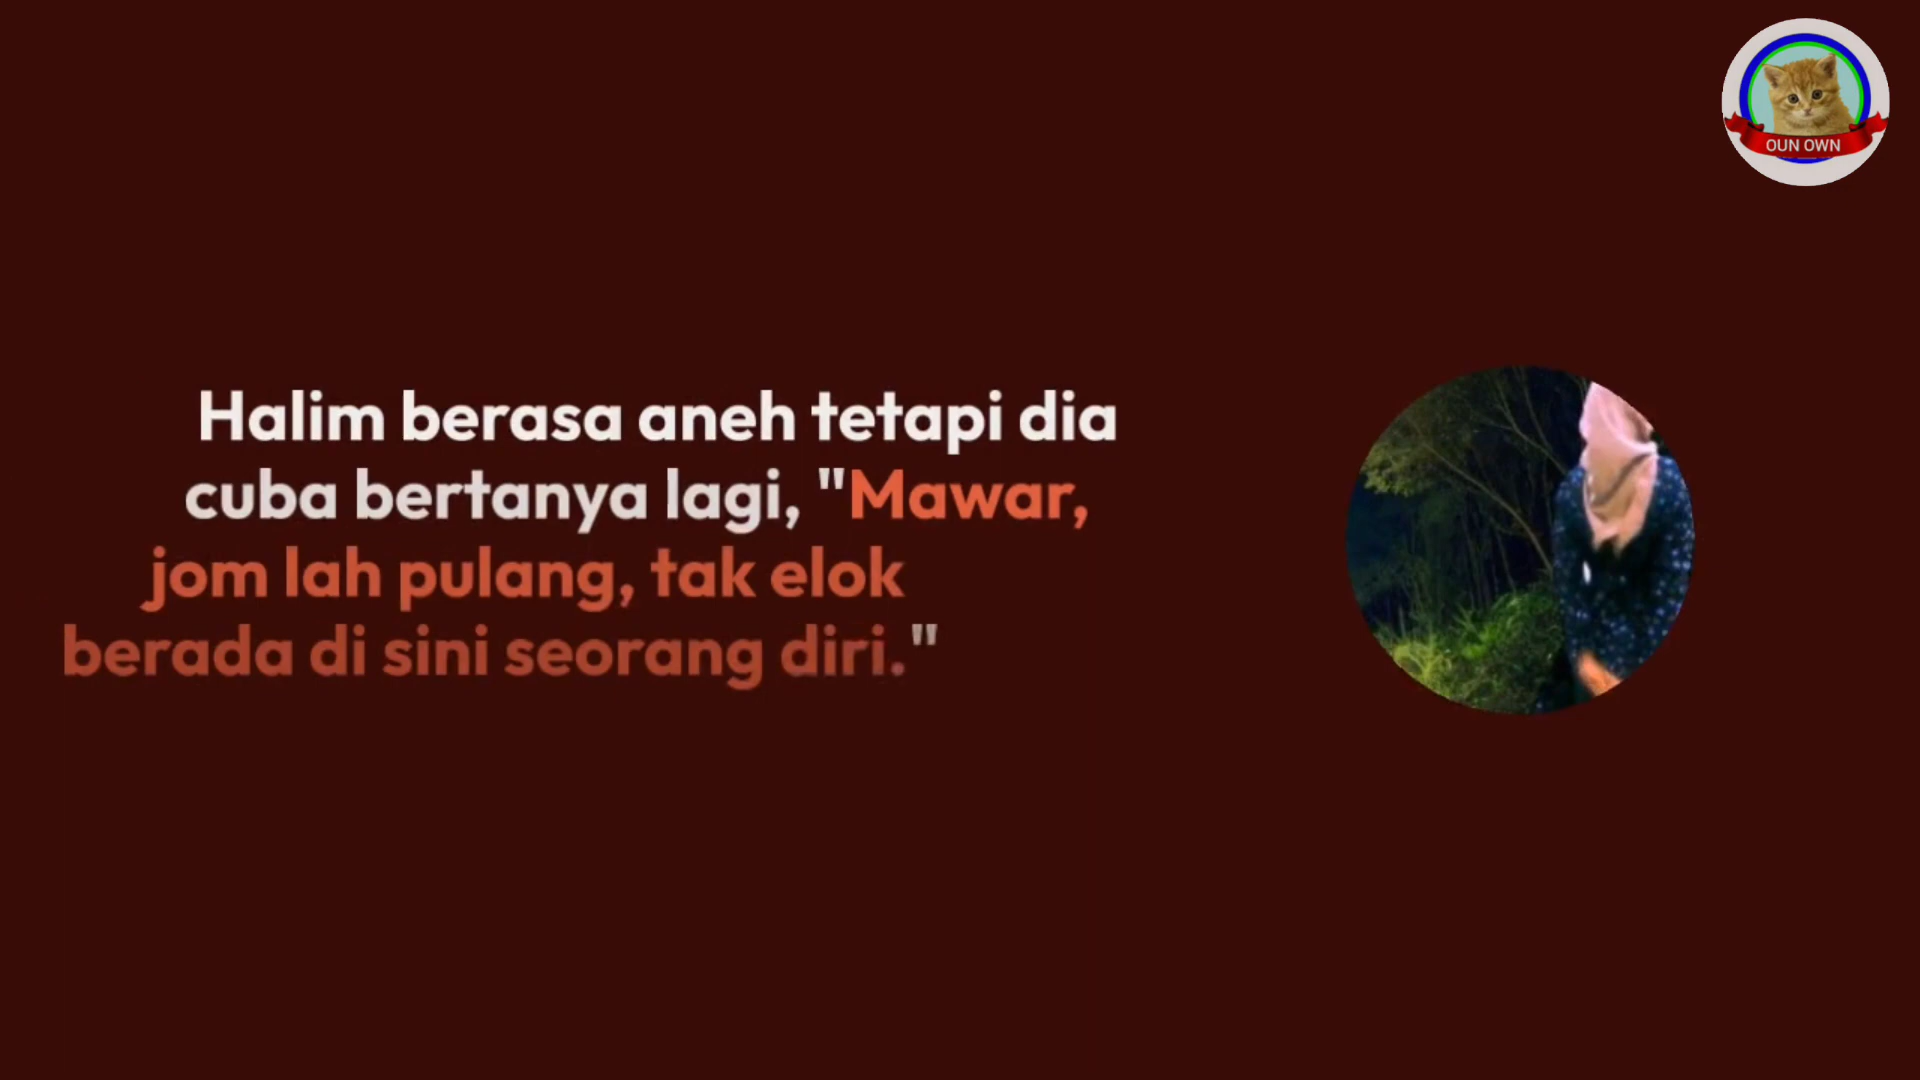 OUN OWN
Halim berasa aneh tetapi dia
cuba bertanya lagi, "Mawar,
jom lah pulang, tak elok
berada di sini seorang diri."